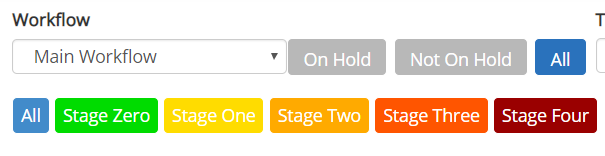 Workflow T
Main Workflow On Hold Not On Hold All
All Stage Zero Stage One Stage Two Stage Three Stage Four